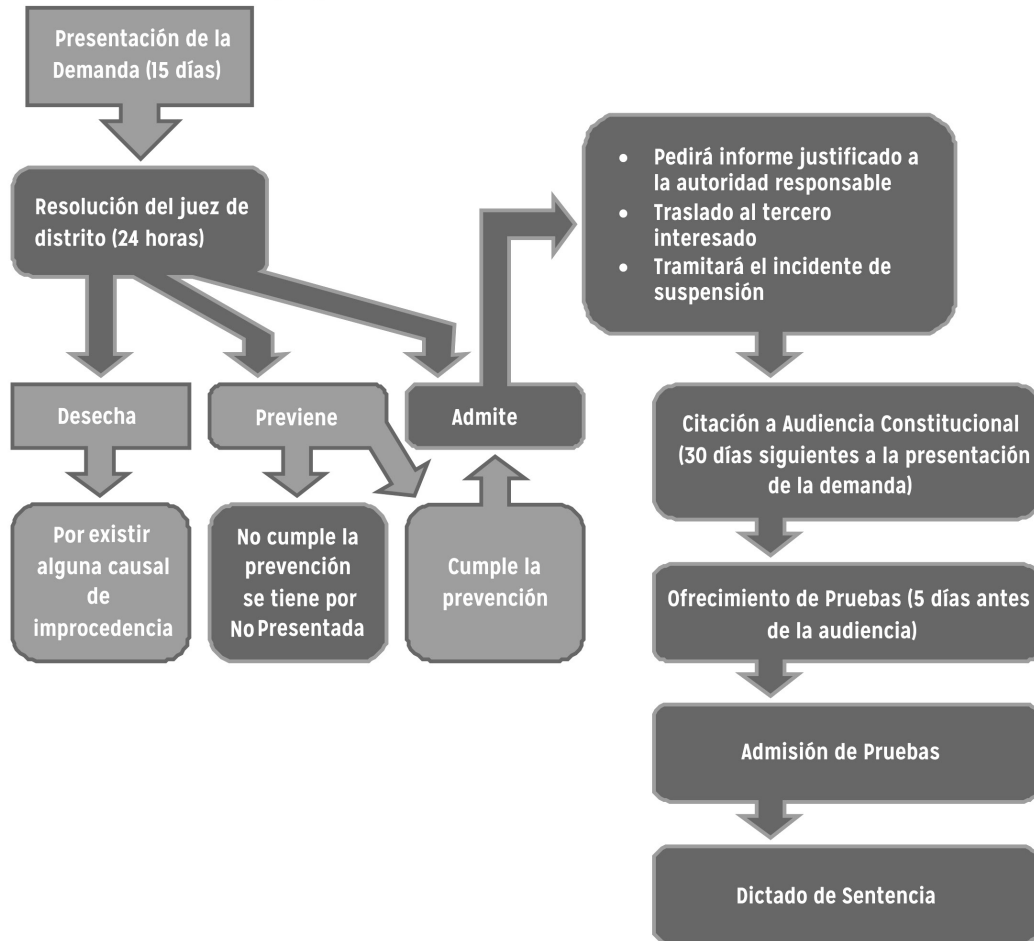 Presentación de la
Demanda (15 días)
Resolución del juez de
distrito (24 horas)
Desecha
Previene
Admite
Por existir
alguna causal
de
improcedencia
No cumple la
prevención
se tiene por
No Presentada
Cumple la
prevención
• Pedirá informe justificado a
la autoridad responsable
• Traslado al tercero
interesado
• Tramitará el incidente de
suspensión
Citación a Audiencia Constitucional
(30 días siguientes a la presentación
de la demanda)
Ofrecimiento de Pruebas (5 días antes
de la audiencia)
Admisión de Pruebas
Dictado de Sentencia